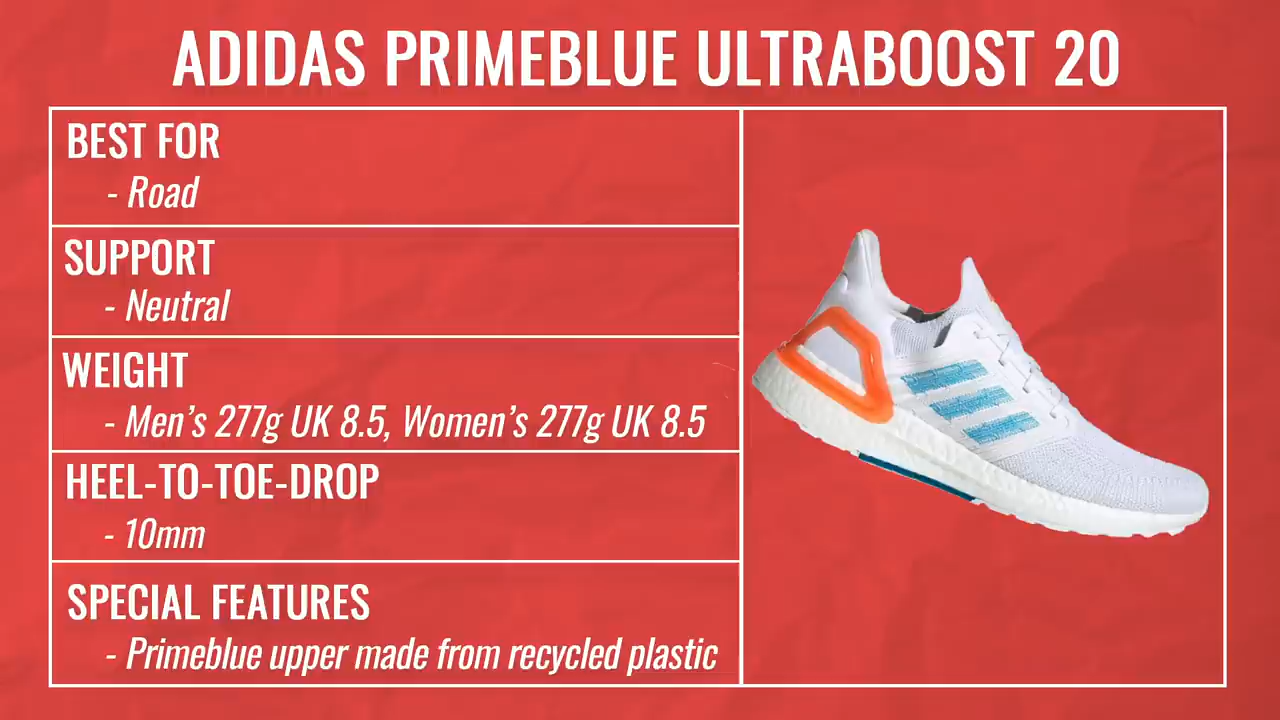 ADIDAS PRIMEBLUE ULTRABOOST 20
BEST FOR
- Road
SUPPORT
- Neutral
WEIGHT
- Men's 277g UK 8.5, Women's 277g UK 8.5
HEEL-TO-TOE-DROP
- 10mm
SPECIAL FEATURES
- Primeblue upper made from recycled plastic